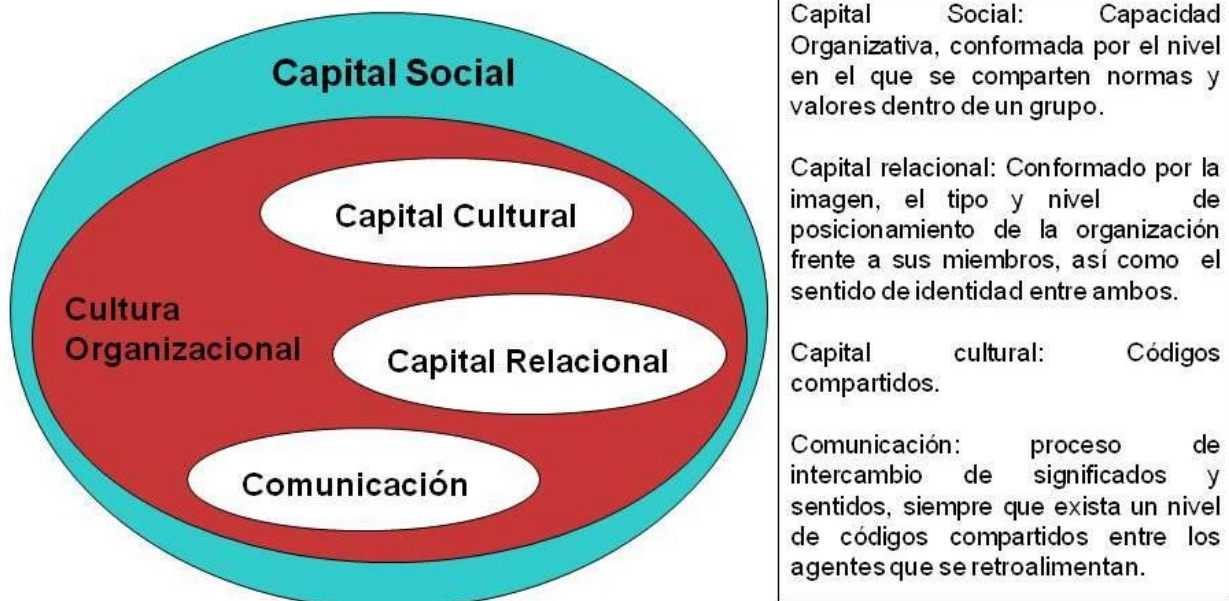 Capital Social
Capital Cultural
Cultura
Organizacional
Capital Relacional
Comunicación
Capital Social: Capacidad
Organizativa, conformada por el nivel
en el que se comparten normas y
valores dentro de un grupo.
Capital relacional: Conformado por la
imagen, el tipo y nivel de
posicionamiento de la organización
frente a sus miembros, así como el
sentido de identidad entre ambos.
Capital cultural: Códigos
compartidos.
Comunicación: proceso de
intercambio de significados y
sentidos, siempre que exista un nivel
de códigos compartidos entre los
agentes que se retroalimentan.